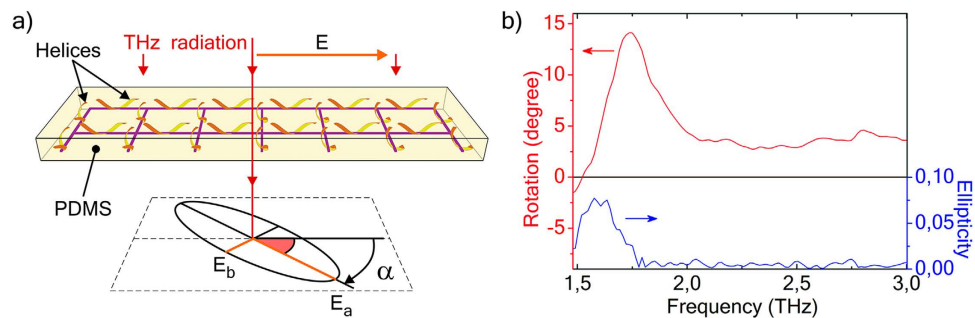 a)
THz radiation
E
Helices
PDMS
E_b
E_a
α
b)
Rotation (degree)
15
10
5
0
-5
0,10
0,05
0,00
Ellipticity
1,5
2,0
2,5
3,0
Frequency (THz)